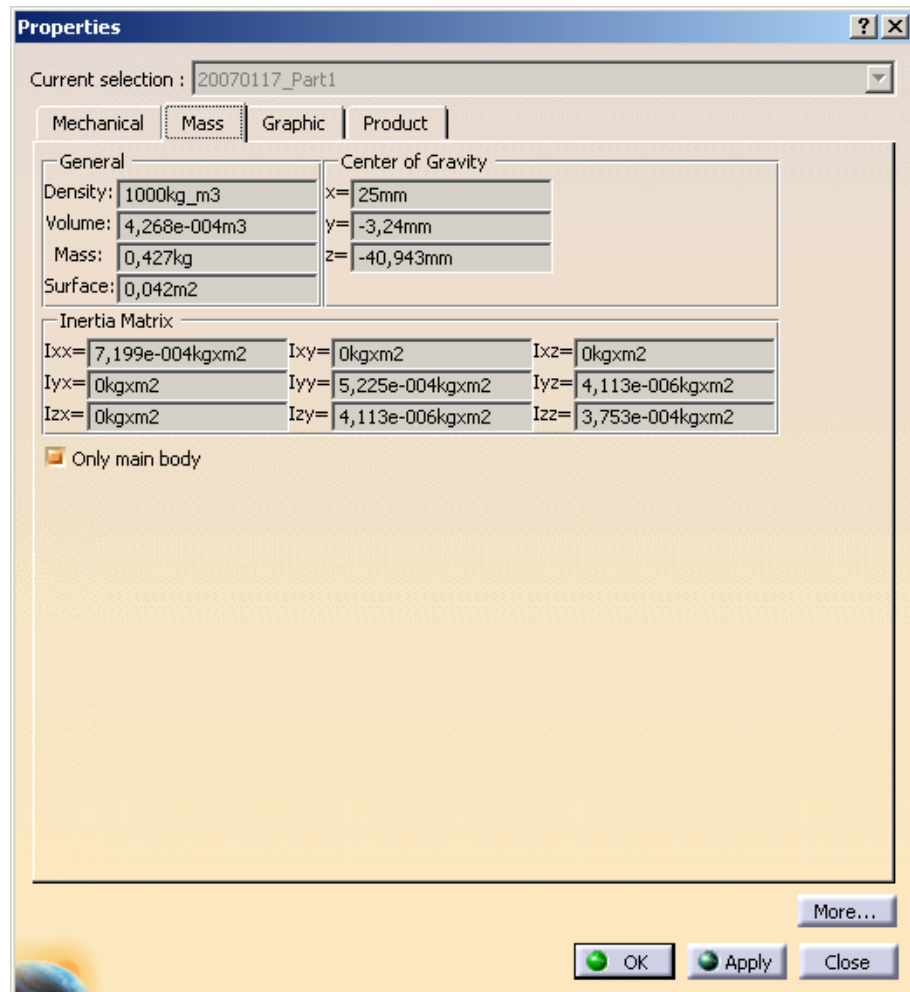 Properties
Current selection : 20070117_Part1
Mechanical Mass Graphic Product
General
Density: 1000kg_m3
Volume: 4,268e-004m3
Mass: 0,427kg
Surface: 0,042m2
Center of Gravity
x= 25mm
y= -3,24mm
z= -40,943mm
Inertia Matrix
Ixx= 7,199e-004kgxm2 Ixy= 0kgxm2 Ixz= 0kgxm2
Iyx= 0kgxm2 Iyy= 5,225e-004kgxm2 Iyz= 4,113e-006kgxm2
Izx= 0kgxm2 Izy= 4,113e-006kgxm2 Izz= 3,753e-004kgxm2
Only main body
More...
OK Apply Close